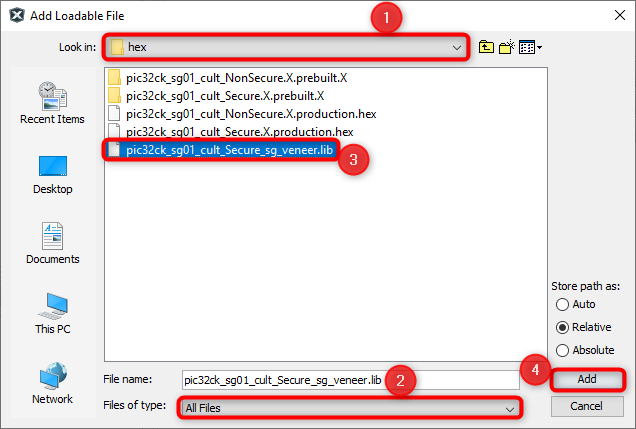 Add Loadable File
1
Look in:
hex
pic32ck_sg01_cult_NonSecure.X.prebuilt.X
pic32ck_sg01_cult_Secure.X.prebuilt.X
pic32ck_sg01_cult_NonSecure.X.production.hex
pic32ck_sg01_cult_Secure.X.production.hex
pic32ck_sg01_cult_Secure_sg_veneer.lib
3
Recent Items
Desktop
Documents
This PC
Network
Store path as:
Auto
Relative
Absolute
File name:
pic32ck_sg01_cult_Secure_sg_veneer.lib
2
4
Add
Files of type:
All Files
Cancel